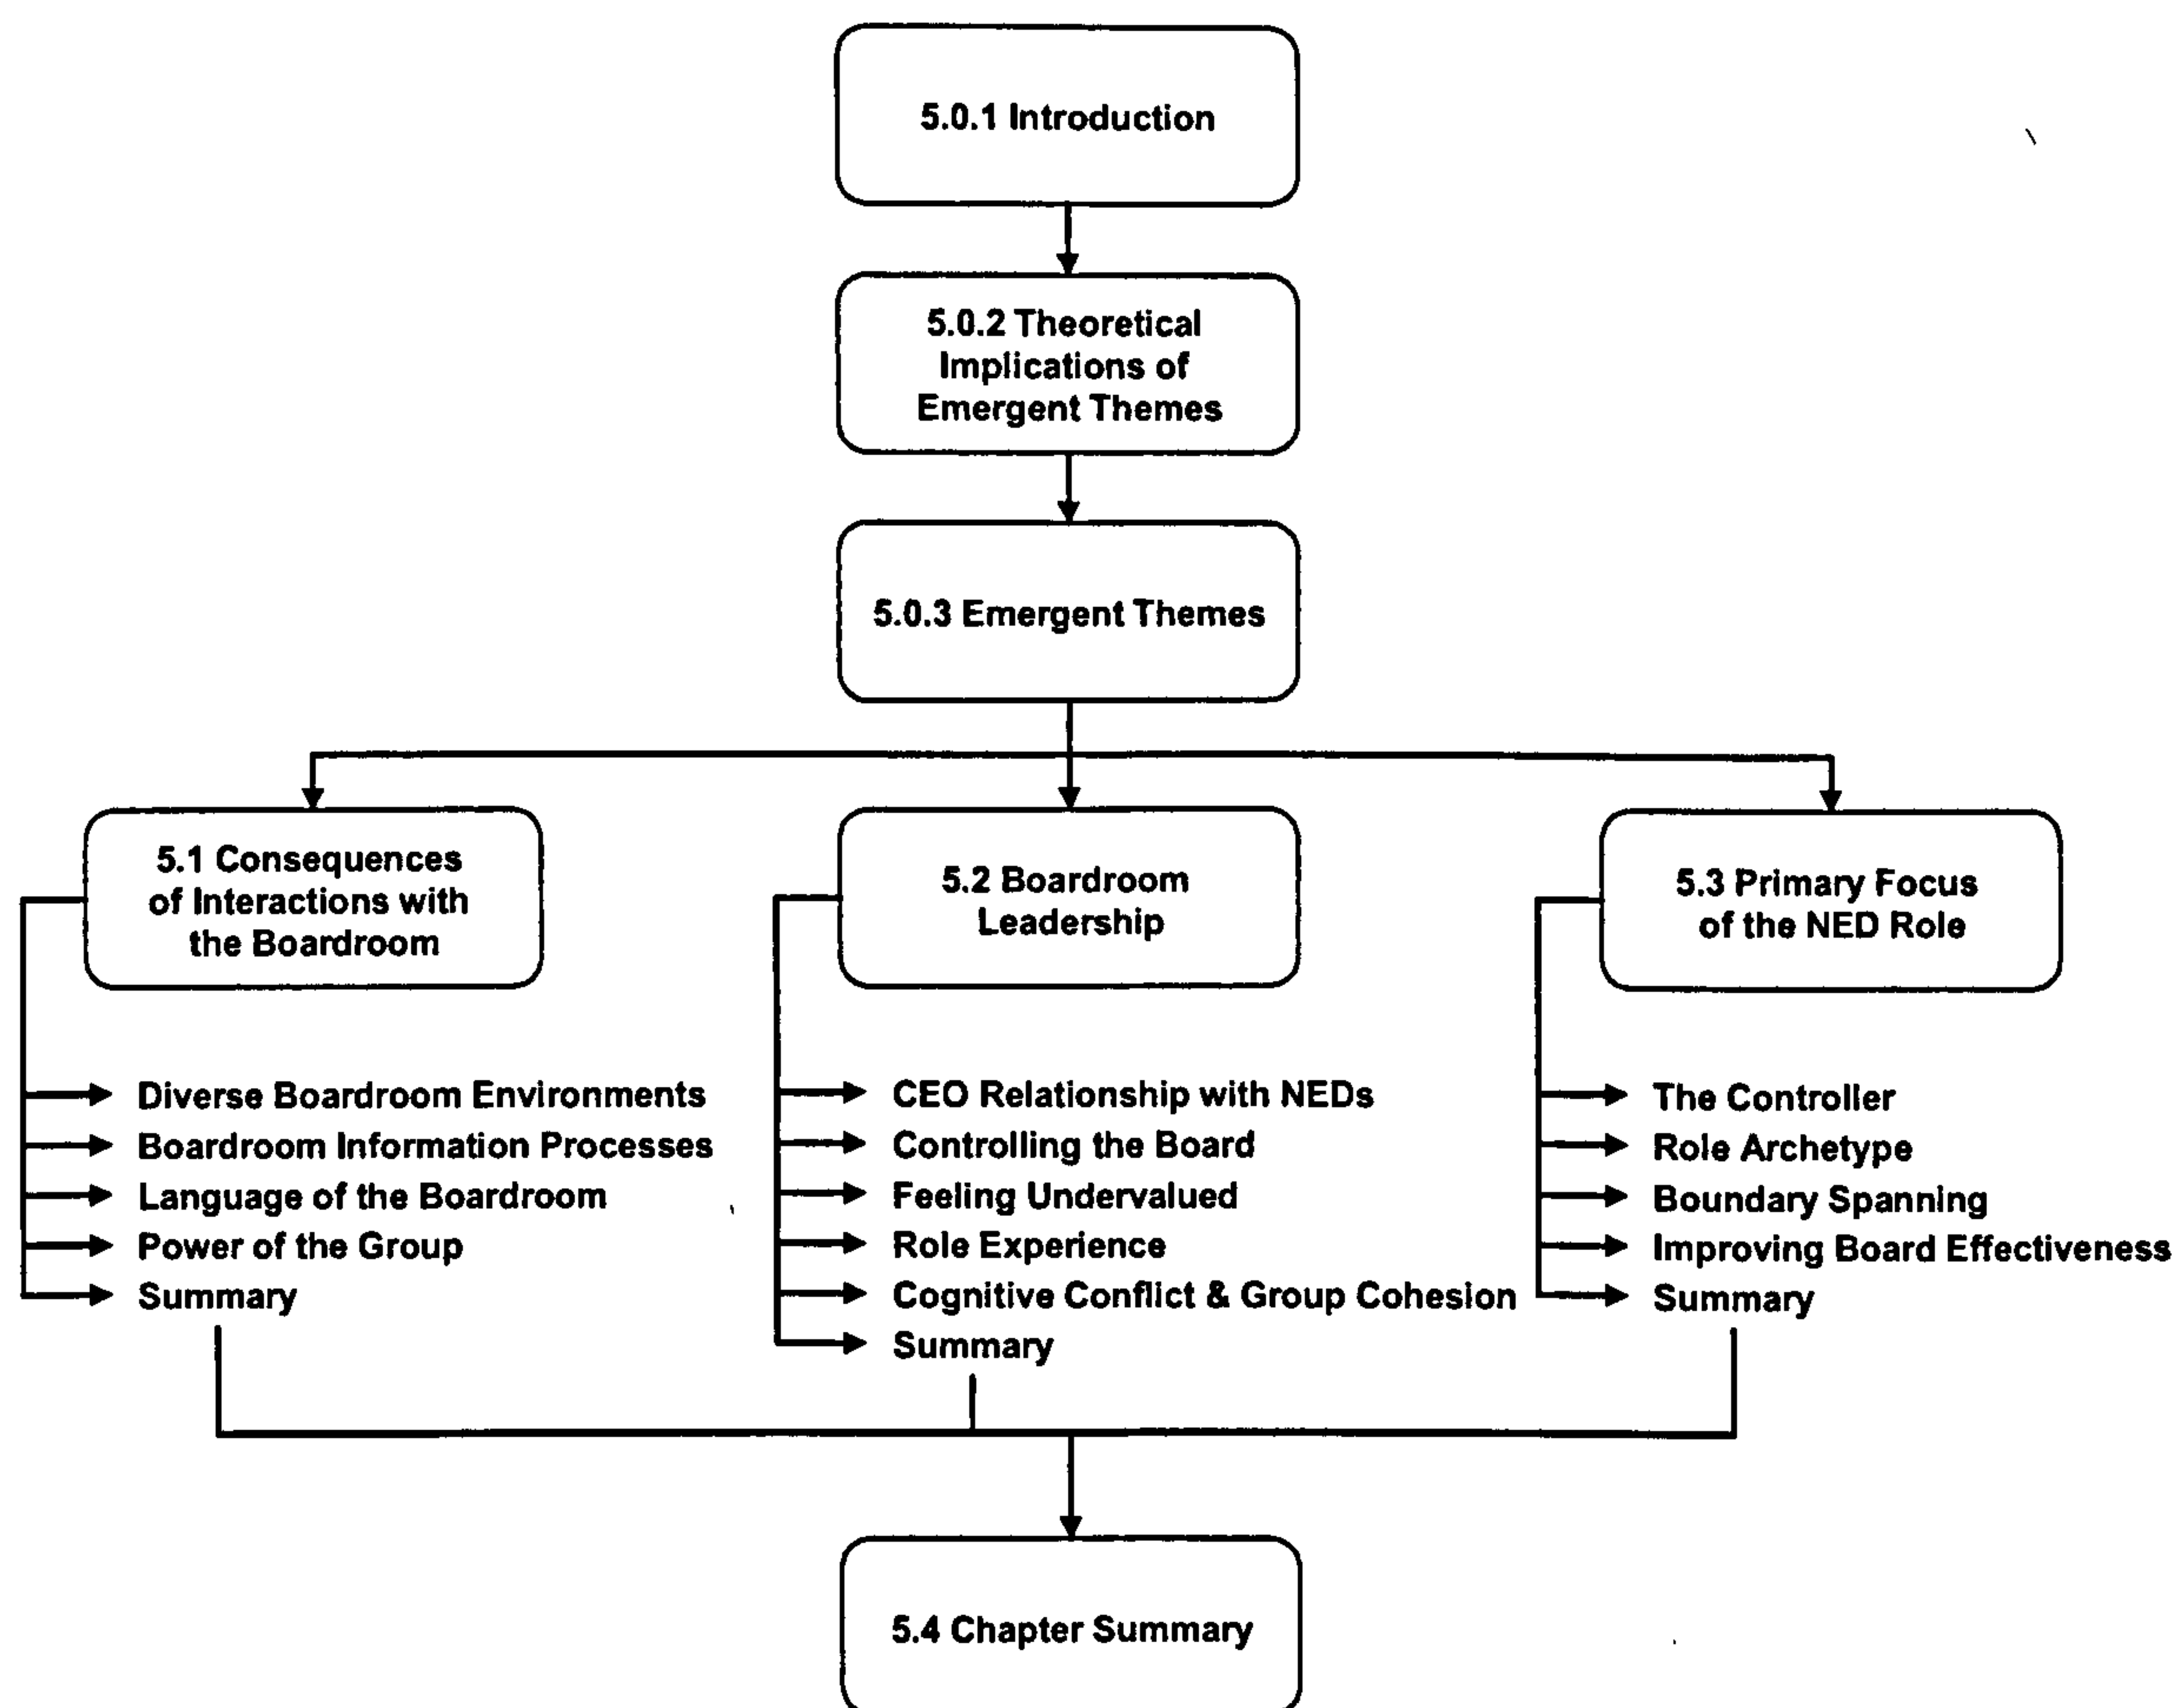 5.0.1 Introduction
5.0.2 Theoretical
Implications of
Emergent Themes
5.0.3 Emergent Themes
5.1 Consequences
of Interactions with
the Boardroom
Diverse Boardroom Environments
Boardroom Information Processes
Language of the Boardroom
Power of the Group
Summary
5.2 Boardroom
Leadership
CEO Relationship with NEDs
Controlling the Board
Feeling Undervalued
Role Experience
Cognitive Conflict & Group Cohesion
Summary
5.3 Primary Focus
of the NED Role
The Controller
Role Archetype
Boundary Spanning
Improving Board Effectiveness
Summary
5.4 Chapter Summary